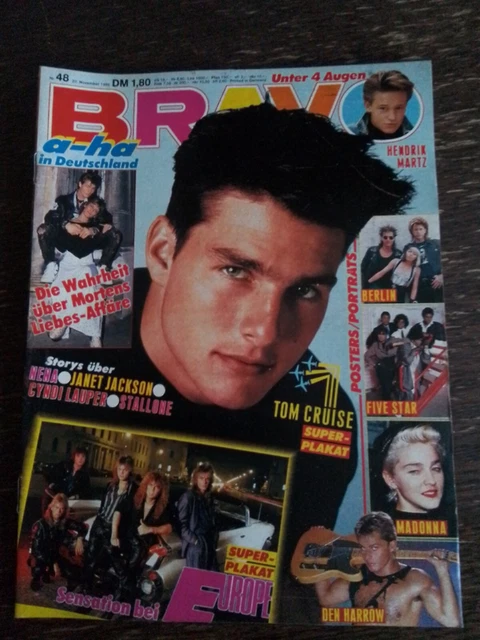 Nr. 48
DM 1,80
Unter 4 Augen
BRAVO
HENDRIK
MARTZ
a-ha
in Deutschland
Die Wahrheit
über Mortens
Liebes-Affäre
POSTERS/PORTRÄTS
BERLIN
FIVE STAR
MADONNA
DEN HARROW
Storys über
NENA JANET JACKSON
CYNDI LAUPER STALLONE
TOM CRUISE
SUPER-
PLAKAT
SUPER-
PLAKAT
Sensation bei
EUROPE